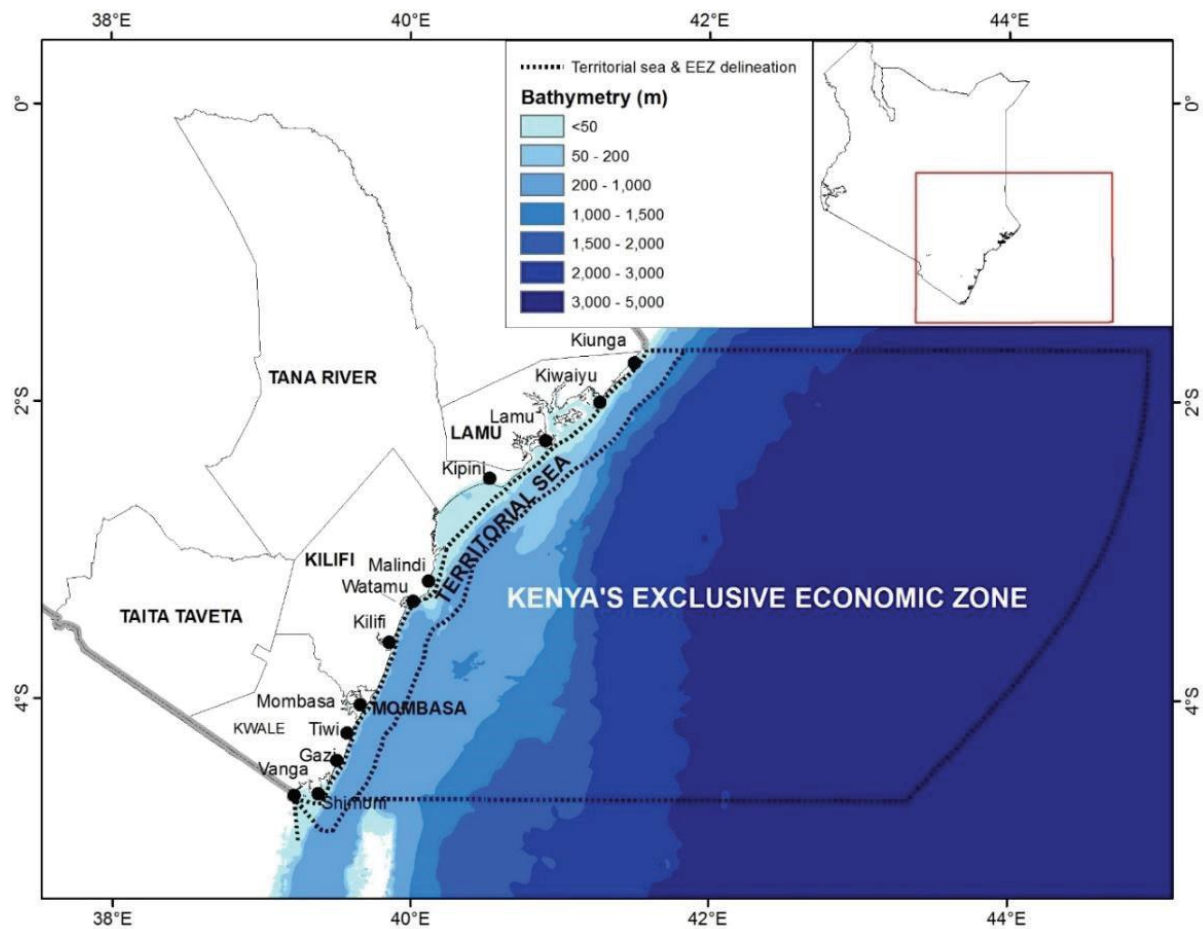 38°E 40°E 42°E 44°E
Territorial sea & EEZ delineation
Bathymetry (m)
<50
50 - 200
200 - 1,000
1,000 - 1,500
1,500 - 2,000
2,000 - 3,000
3,000 - 5,000
0° 0°
Kiunga
TANA RIVER
Kiwaiyu
2°S 2°S
Lamu
LAMU
Kipini
TERRITORIAL SEA
KILIFI
Malindi
Watamu
KENYA'S EXCLUSIVE ECONOMIC ZONE
TAITA TAVETA
Kilifi
4°S 4°S
Mombasa
MOMBASA
KWALE
Tiwi
Gazi
Vanga
Shimoni
38°E 40°E 42°E 44°E